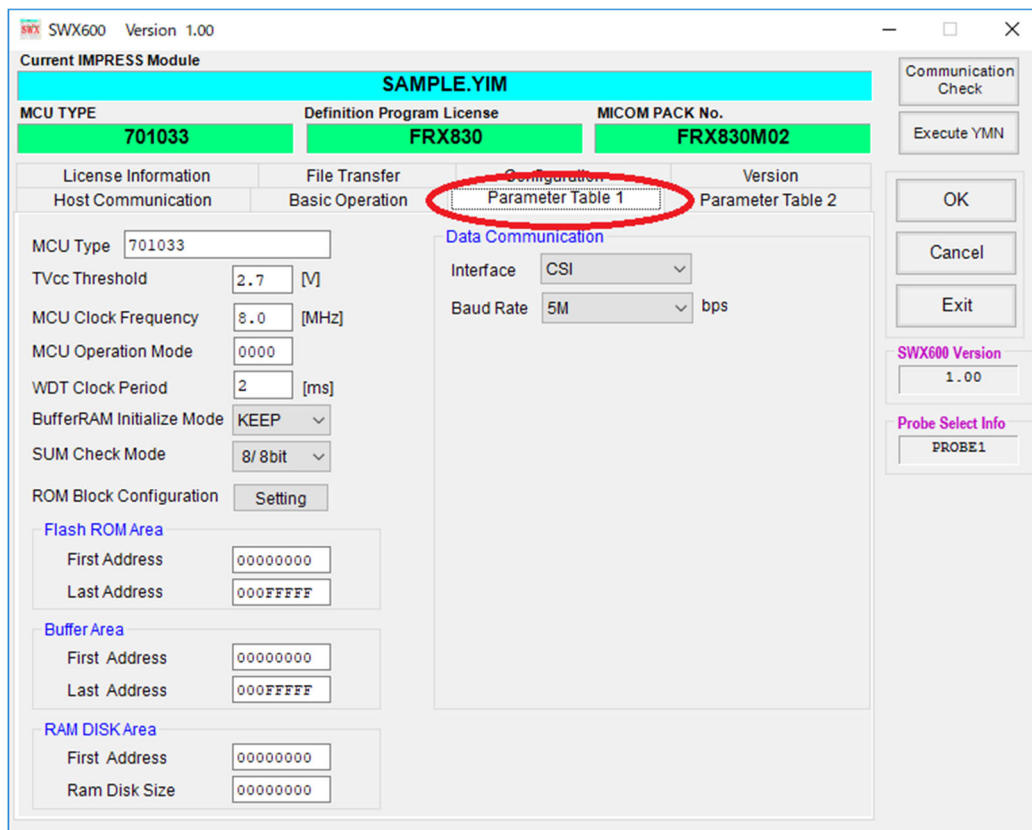 SWX SWX600 Version 1.00
Current IMPRESS Module
SAMPLE.YIM
MCU TYPE Definition Program License MICOM PACK No.
701033 FRX830 FRX830M02
License Information File Transfer Configuration Version
Host Communication Basic Operation Parameter Table 1 Parameter Table 2
MCU Type 701033
TVcc Threshold 2.7 [V]
MCU Clock Frequency 8.0 [MHz]
MCU Operation Mode 0000
WDT Clock Period 2 [ms]
BufferRAM Initialize Mode KEEP
SUM Check Mode 8/ 8bit
ROM Block Configuration Setting
Flash ROM Area
First Address 00000000
Last Address 000FFFFF
Buffer Area
First Address 00000000
Last Address 000FFFFF
RAM DISK Area
First Address 00000000
Ram Disk Size 00000000
Data Communication
Interface CSI
Baud Rate 5M bps
Communication
Check
Execute YMN
OK
Cancel
Exit
SWX600 Version
1.00
Probe Select Info
PROBE1